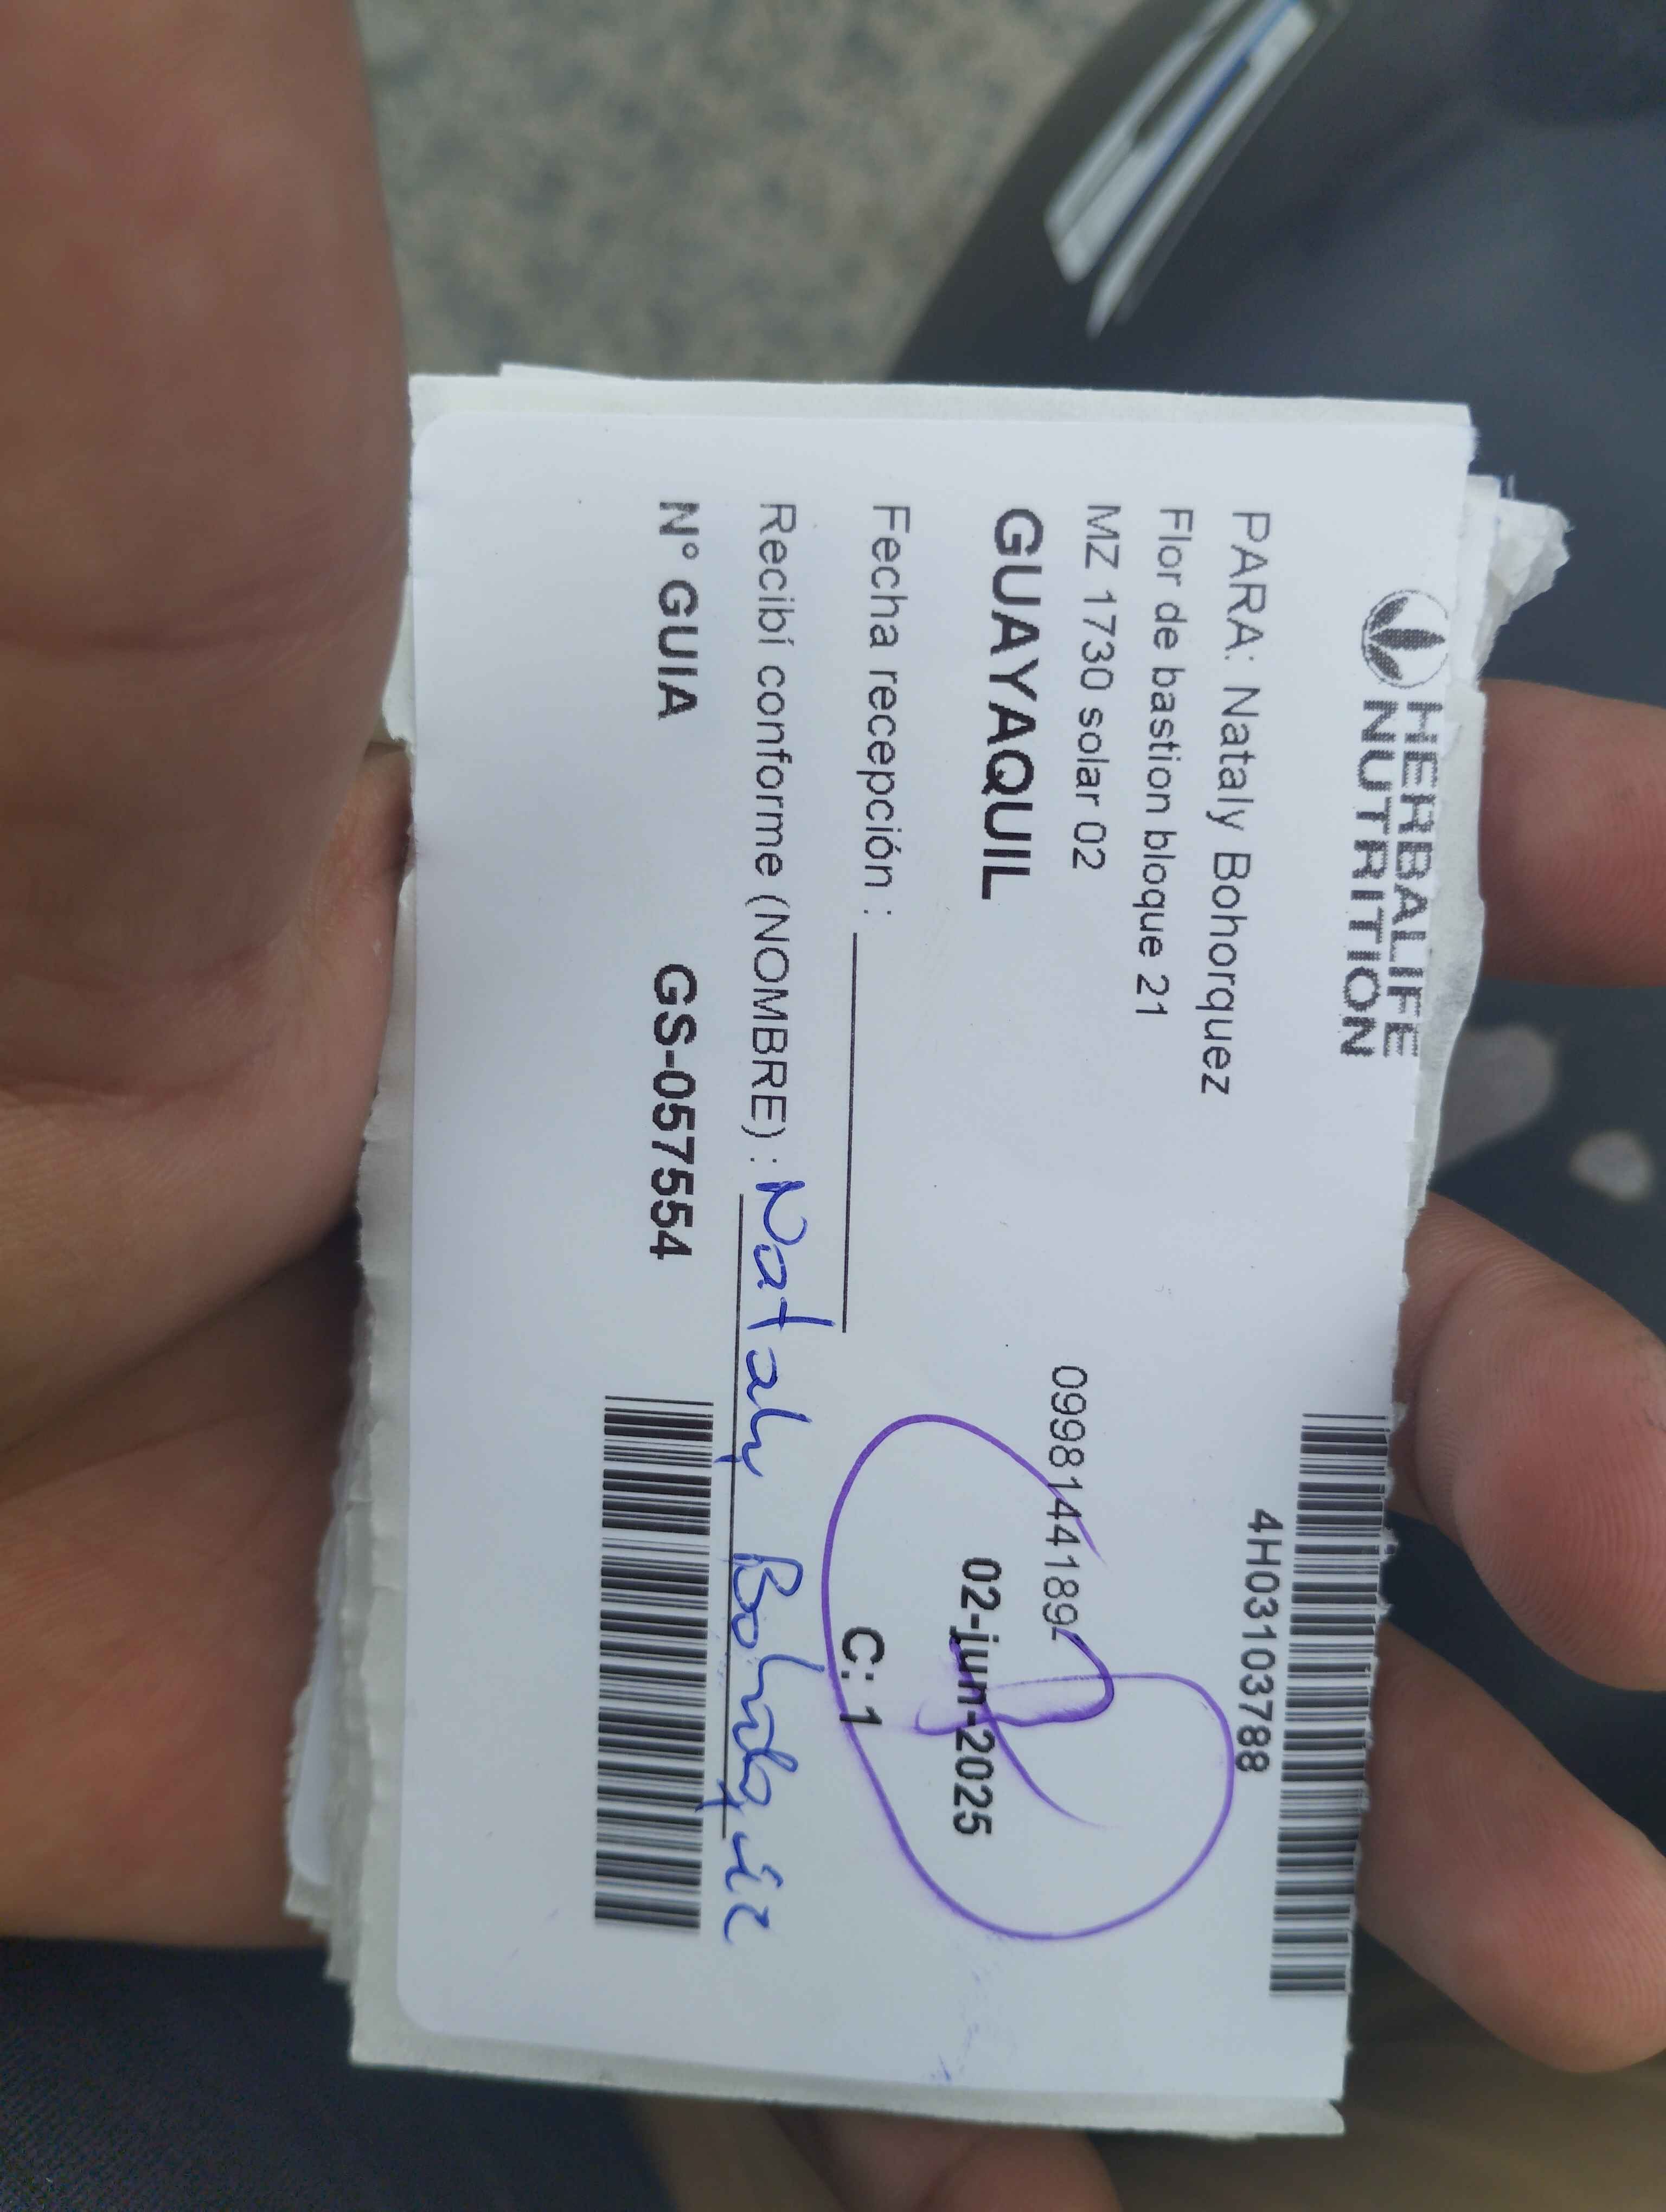 HERBALIFE
NUTRITION
4H03103788
PARA: Nataly Bohorquez
Flor de bastion bloque 21
MZ 1730 solar 02
0998144189
GUAYAQUIL
02-jun-2025
Fecha recepción :
C: 1
Recibí conforme (NOMBRE) : Nataly Bohorquez
N° GUIA
GS-057554